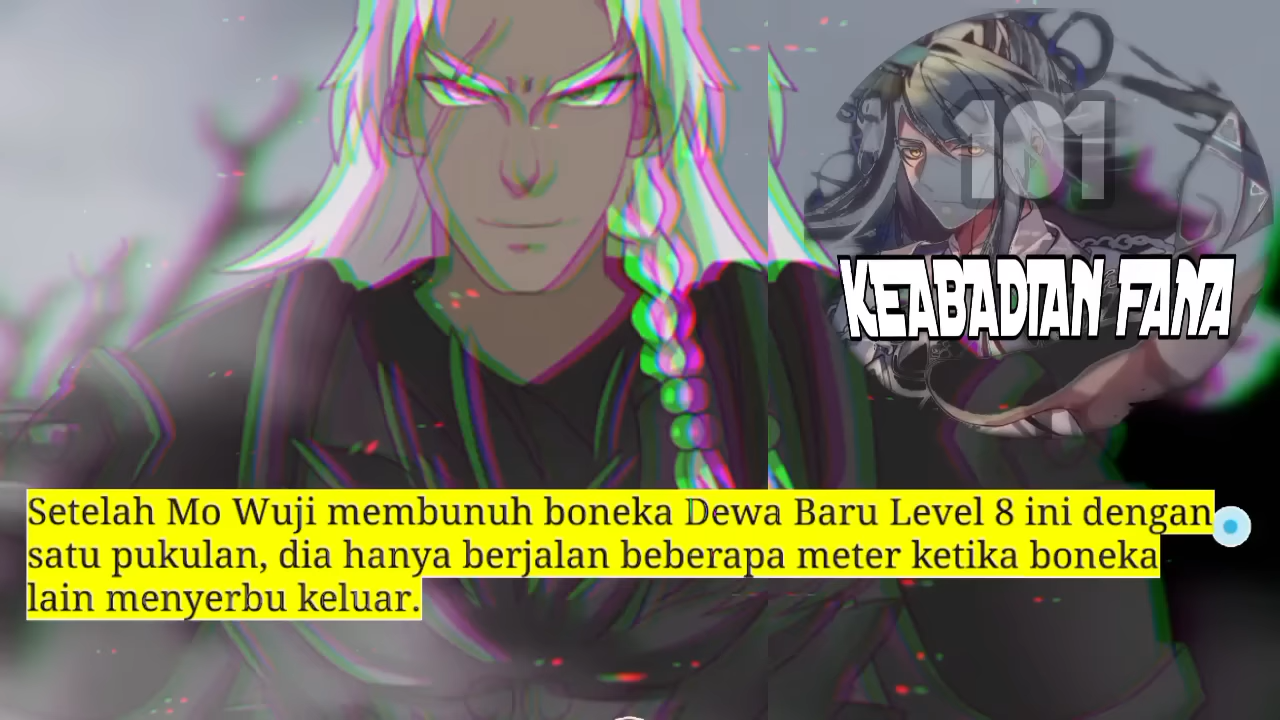 101
KEABADIAN FANA
Setelah Mo Wuji membunuh boneka Dewa Baru Level 8 ini dengan
satu pukulan, dia hanya berjalan beberapa meter ketika boneka
lain menyerbu keluar.